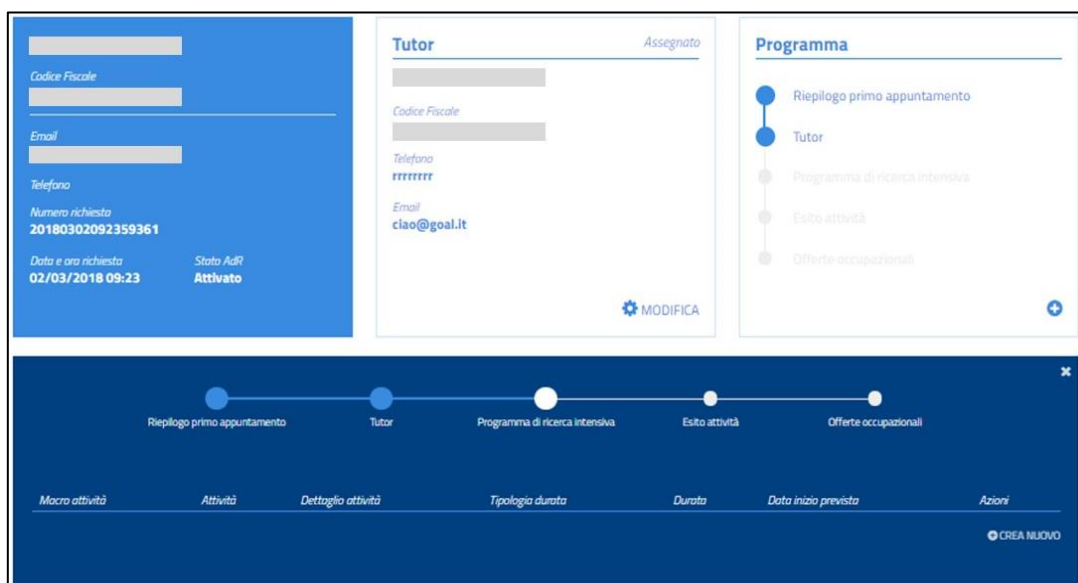 Codice Fiscale
Email
Telefono
Numero richiesta
20180302092359361
Data e ora richiesta Stato AdR
02/03/2018 09:23 Attivato
Tutor Assegnato
Codice Fiscale
Telefono
rrrrrrrr
Email
ciao@goal.it
MODIFICA
Programma
Riepilogo primo appuntamento
Tutor
Programma di ricerca intensiva
Esito attività
Offerte occupazionali
Riepilogo primo appuntamento Tutor Programma di ricerca intensiva Esito attività Offerte occupazionali
Macro attività Attività Dettaglio attività Tipologia durata Durata Data inizio prevista Azioni
CREA NUOVO